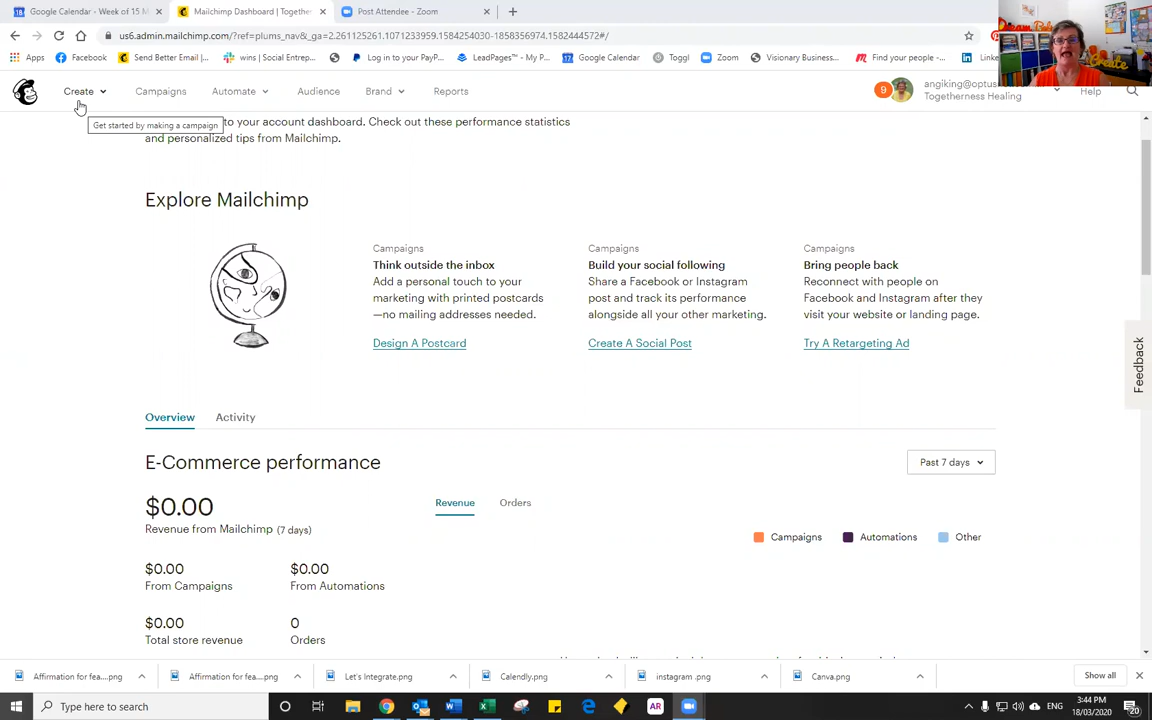 Google Calendar - Week of 15 M
Mailchimp Dashboard | Togethe
Post Attendee - Zoom
us6.admin.mailchimp.com/?ref=plums_nav&_ga=2.261125261.1071233959.1584254030-1858356974.1582444572#/
Apps
Facebook
Send Better Email |...
wins | Social Entrep...
Log in to your PayP...
LeadPages™ - My P...
Google Calendar
Toggl
Zoom
Visionary Business...
Find your people –...
Linke
Create
Campaigns
Automate
Audience
Brand
Reports
9
angiking@optus
Togetherness Healing
Help
Get started by making a campaign
to your account dashboard. Check out these performance statistics
and personalized tips from Mailchimp.
Explore Mailchimp
Campaigns
Think outside the inbox
Add a personal touch to your
marketing with printed postcards
—no mailing addresses needed.
Design A Postcard
Campaigns
Build your social following
Share a Facebook or Instagram
post and track its performance
alongside all your other marketing.
Create A Social Post
Campaigns
Bring people back
Reconnect with people on
Facebook and Instagram after they
visit your website or landing page.
Try A Retargeting Ad
Feedback
Overview
Activity
E-Commerce performance
Past 7 days
$0.00
Revenue from Mailchimp (7 days)
Revenue
Orders
Campaigns
Automations
Other
$0.00
From Campaigns
$0.00
From Automations
$0.00
Total store revenue
0
Orders
Affirmation for fea....png
Affirmation for fea....png
Let's Integrate.png
Calendly.png
instagram .png
Canva.png
Show all
Type here to search
AR
ENG
3:44 PM
18/03/2020
20